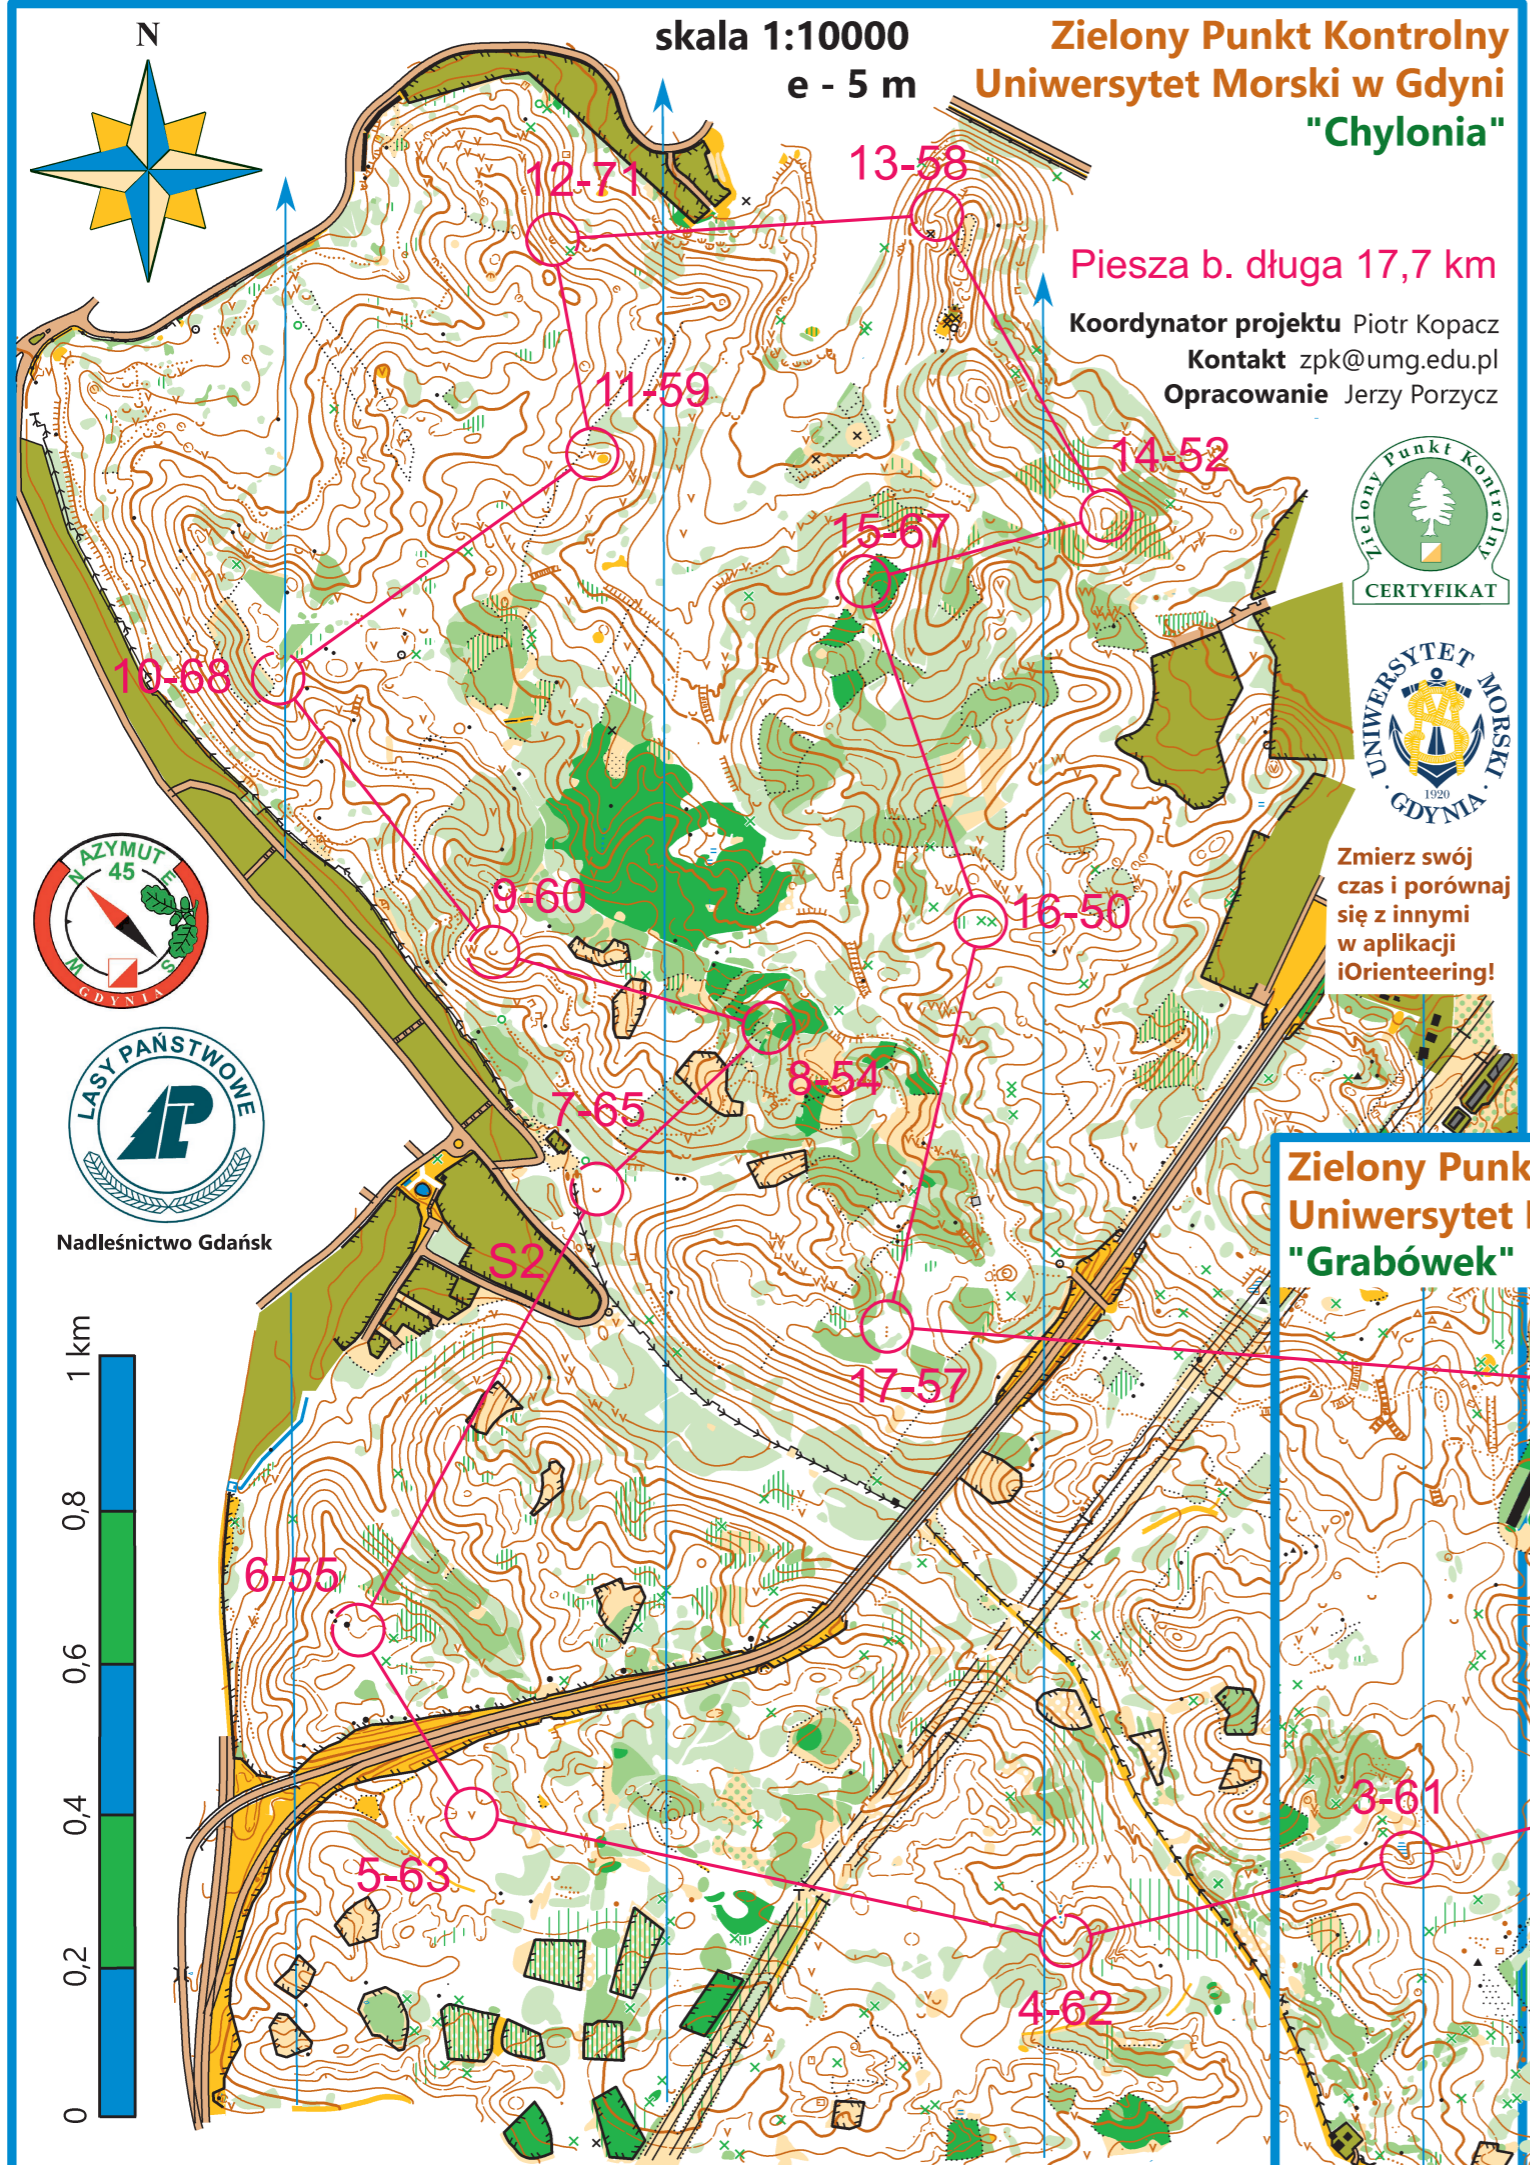 N
skala 1:10000
e - 5 m
Zielony Punkt Kontrolny
Uniwersytet Morski w Gdyni
"Chylonia"
12-71
13-58
Piesza b. długa 17,7 km
Koordynator projektu Piotr Kopacz
Kontakt zpk@umg.edu.pl
Opracowanie Jerzy Porzycz
11-59
14-52
Zielony Punkt Kontrolny
CERTYFIKAT
15-67
10-68
UNIWERSYTET MORSKI
1920
· GDYNIA ·
AZYMUT
45
N
E
W
S
GDYNIA
Zmierz swój
czas i porównaj
się z innymi
w aplikacji
iOrienteering!
9-60
16-50
LASY PAŃSTWOWE
LP
Nadleśnictwo Gdańsk
8-54
7-65
Zielony Punk
Uniwersytet
"Grabówek"
S2
17-57
1 km
0,8
0,6
0,4
0,2
0
6-55
3-61
5-63
4-62